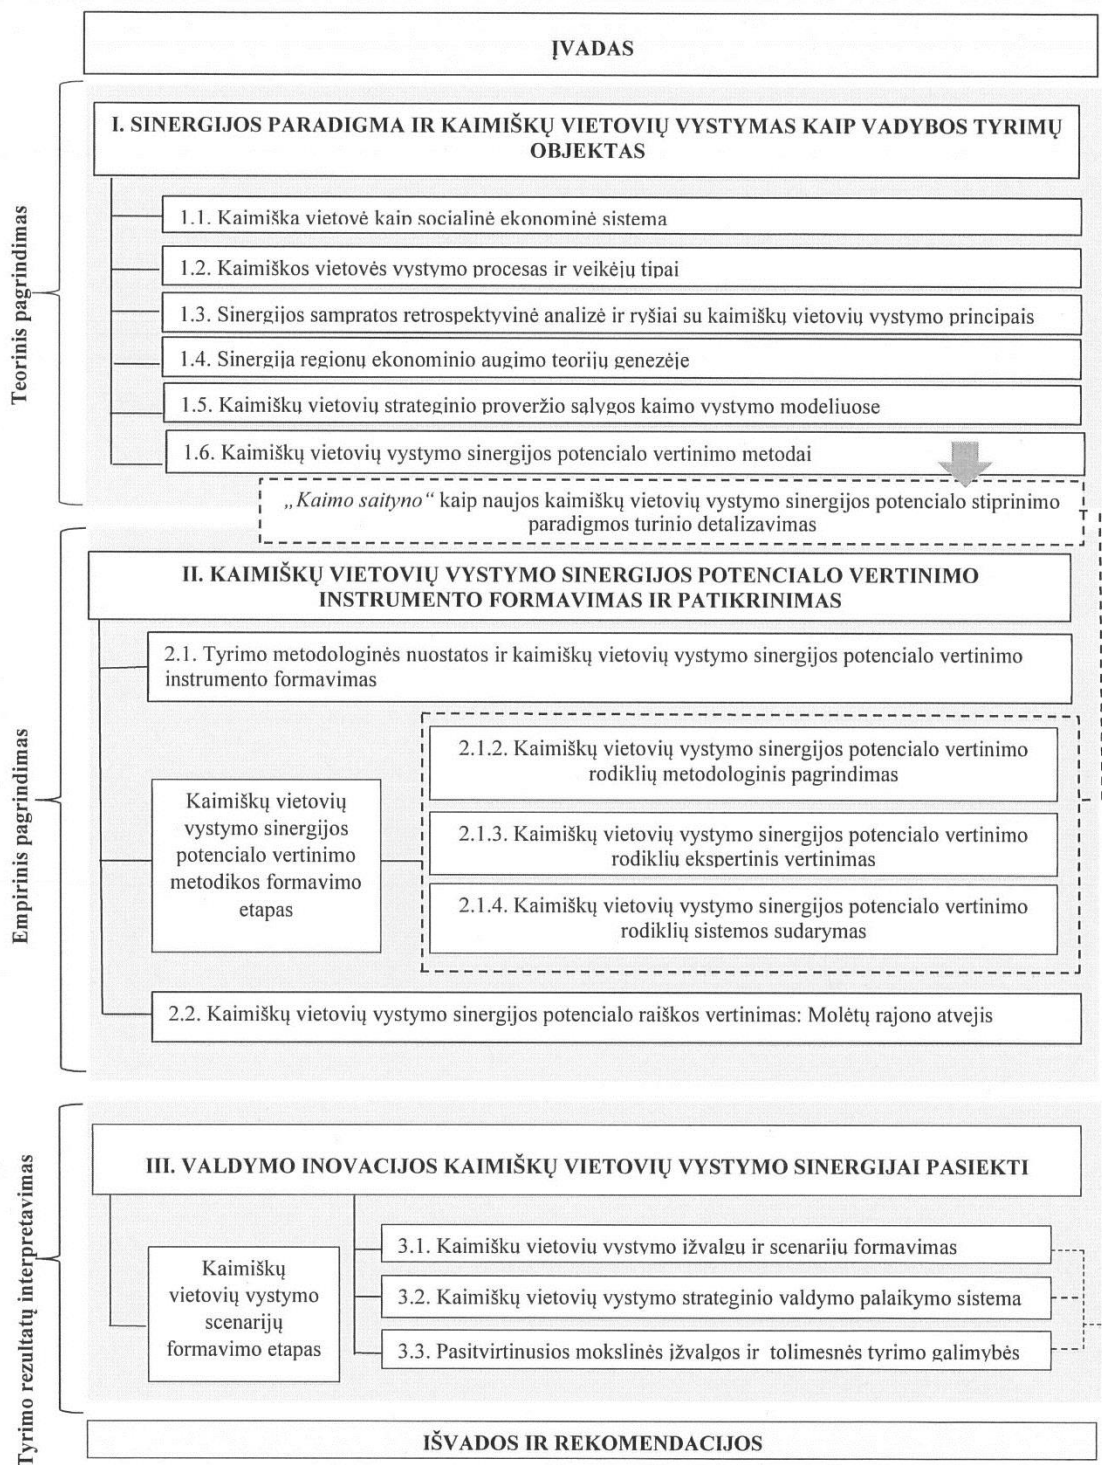 ĮVADAS
Teorinis pagrindimas
I. SINERGIJOS PARADIGMA IR KAIMIŠKŲ VIETOVIŲ VYSTYMAS KAIP VADYBOS TYRIMŲ
OBJEKTAS
1.1. Kaimiška vietovė kaip socialinė ekonominė sistema
1.2. Kaimiškos vietovės vystymo procesas ir veikėjų tipai
1.3. Sinergijos sampratos retrospektyvinė analizė ir ryšiai su kaimiškų vietovių vystymo principais
1.4. Sinergija regionų ekonominio augimo teorijų genezėje
1.5. Kaimiškų vietovių strateginio proveržio sąlygos kaimo vystymo modeliuose
1.6. Kaimiškų vietovių vystymo sinergijos potencialo vertinimo metodai
„Kaimo saityno“ kaip naujos kaimiškų vietovių vystymo sinergijos potencialo stiprinimo
paradigmos turinio detalizavimas
Empirinis pagrindimas
II. KAIMIŠKŲ VIETOVIŲ VYSTYMO SINERGIJOS POTENCIALO VERTINIMO
INSTRUMENTO FORMAVIMAS IR PATIKRINIMAS
2.1. Tyrimo metodologinės nuostatos ir kaimiškų vietovių vystymo sinergijos potencialo vertinimo
instrumento formavimas
Kaimiškų vietovių
vystymo sinergijos
potencialo vertinimo
metodikos formavimo
etapas
2.1.2. Kaimiškų vietovių vystymo sinergijos potencialo vertinimo
rodiklių metodologinis pagrindimas
2.1.3. Kaimiškų vietovių vystymo sinergijos potencialo vertinimo
rodiklių ekspertinis vertinimas
2.1.4. Kaimiškų vietovių vystymo sinergijos potencialo vertinimo
rodiklių sistemos sudarymas
2.2. Kaimiškų vietovių vystymo sinergijos potencialo raiškos vertinimas: Molėtų rajono atvejis
Tyrimo rezultatų interpretavimas
III. VALDYMO INOVACIJOS KAIMIŠKŲ VIETOVIŲ VYSTYMO SINERGIJAI PASIEKTI
Kaimiškų
vietovių vystymo
scenarijų
formavimo etapas
3.1. Kaimiškų vietovių vystymo įžvalgų ir scenarijų formavimas
3.2. Kaimiškų vietovių vystymo strateginio valdymo palaikymo sistema
3.3. Pasitvirtinusios mokslinės įžvalgos ir tolimesnės tyrimo galimybės
IŠVADOS IR REKOMENDACIJOS